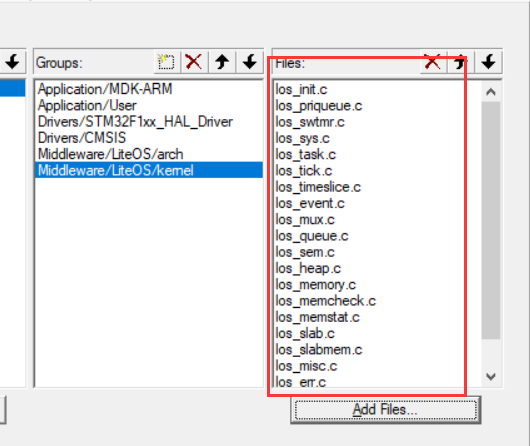 Groups:
Application/MDK-ARM
Application/User
Drivers/STM32F1xx_HAL_Driver
Drivers/CMSIS
Middleware/LiteOS/arch
Middleware/LiteOS/kernel
Files:
los_init.c
los_priqueue.c
los_swtmr.c
los_sys.c
los_task.c
los_tick.c
los_timeslice.c
los_event.c
los_mux.c
los_queue.c
los_sem.c
los_heap.c
los_memory.c
los_memcheck.c
los_memstat.c
los_slab.c
los_slabmem.c
los_misc.c
los_err.c
Add Files...